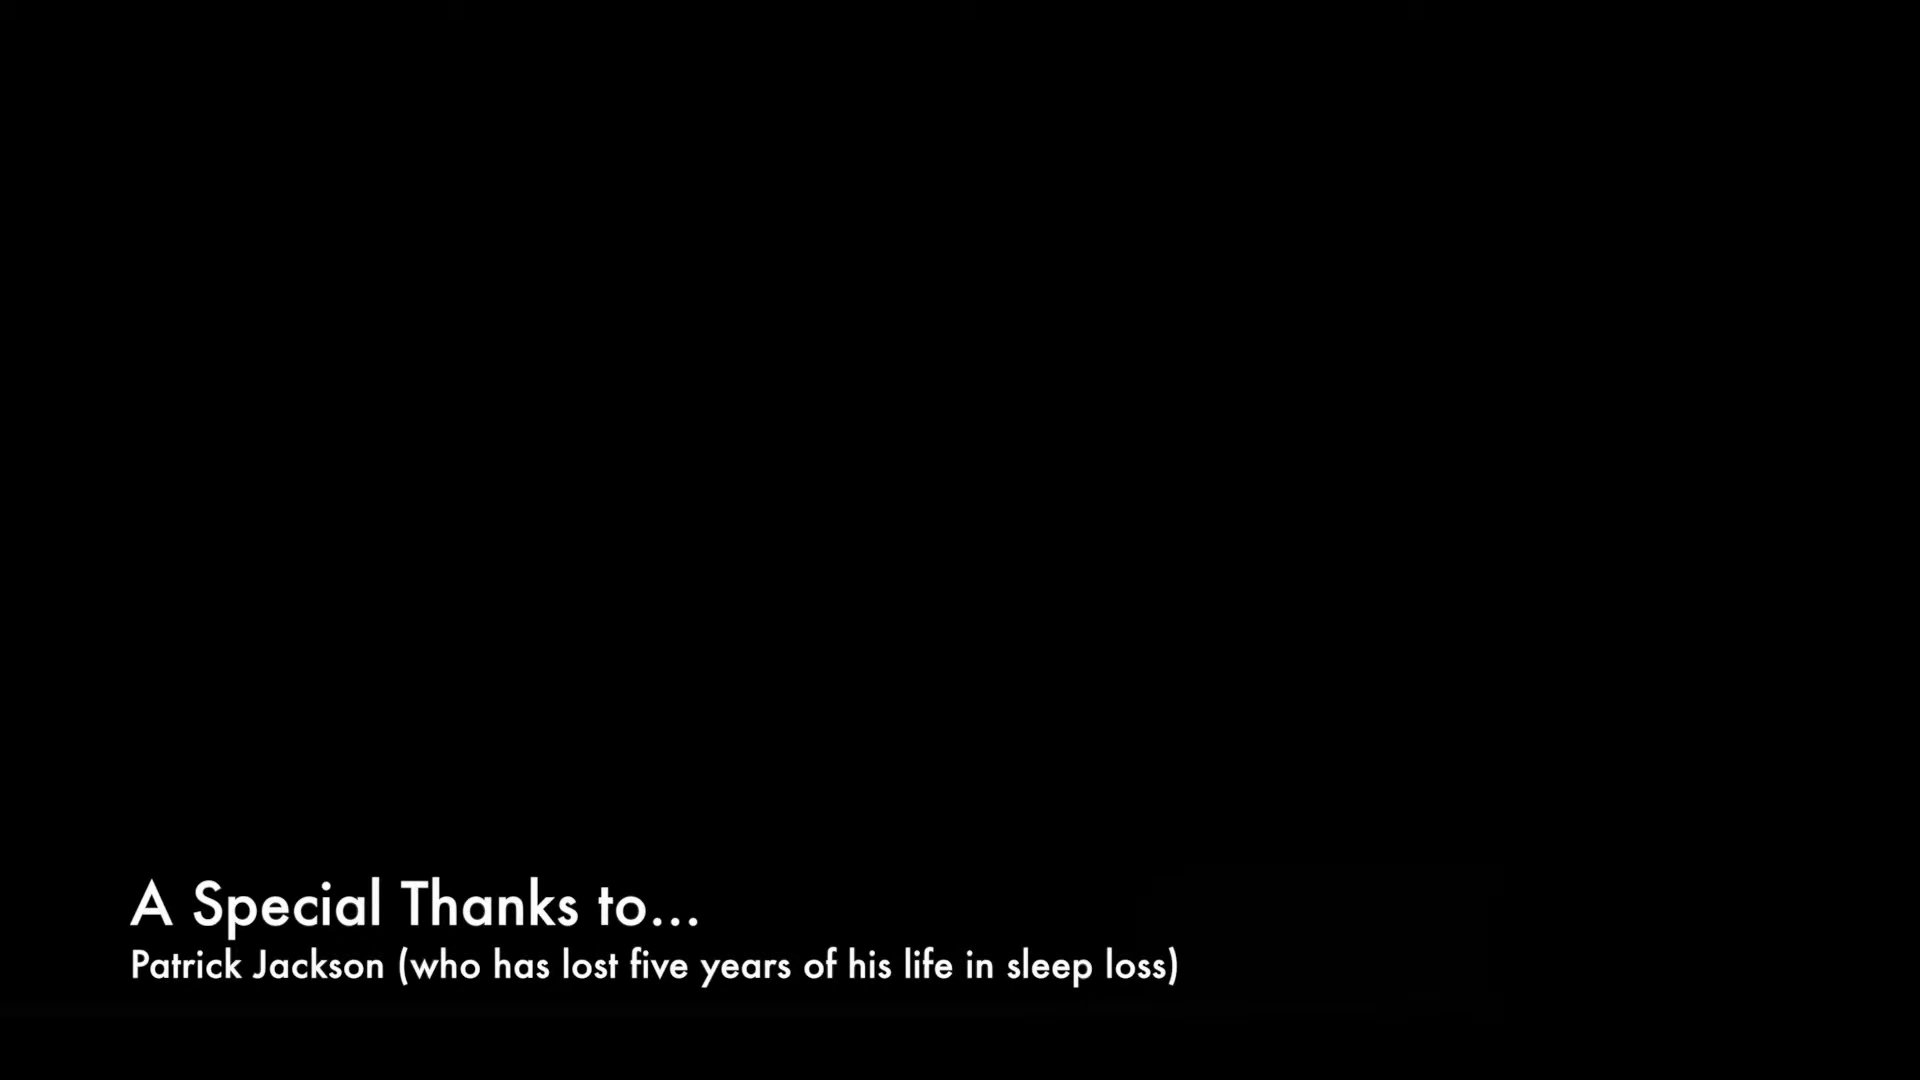 A Special Thanks to...
Patrick Jackson (who has lost five years of his life in sleep loss)